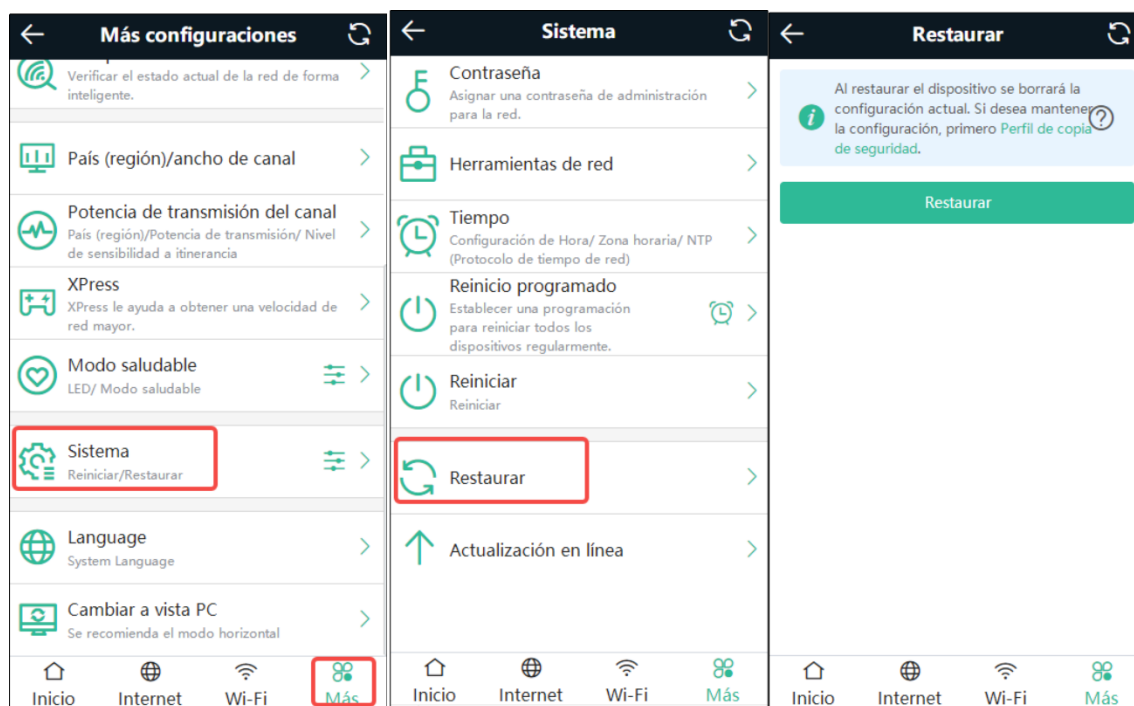 Más configuraciones
Verificar el estado actual de la red de forma
inteligente.
País (región)/ancho de canal
Potencia de transmisión del canal
País (región)/Potencia de transmisión/ Nivel
de sensibilidad a itinerancia
XPress
XPress le ayuda a obtener una velocidad de
red mayor.
Modo saludable
LED/ Modo saludable
Sistema
Reiniciar/Restaurar
Language
System Language
Cambiar a vista PC
Se recomienda el modo horizontal
Inicio
Internet
Wi-Fi
Más
Sistema
Contraseña
Asignar una contraseña de administración
para la red.
Herramientas de red
Tiempo
Configuración de Hora/ Zona horaria/ NTP
(Protocolo de tiempo de red)
Reinicio programado
Establecer una programación
para reiniciar todos los
dispositivos regularmente.
Reiniciar
Reiniciar
Restaurar
Actualización en línea
Inicio
Internet
Wi-Fi
Más
Restaurar
Al restaurar el dispositivo se borrará la
configuración actual. Si desea mantener
la configuración, primero Perfil de copia
de seguridad.
Restaurar
Inicio
Internet
Wi-Fi
Más